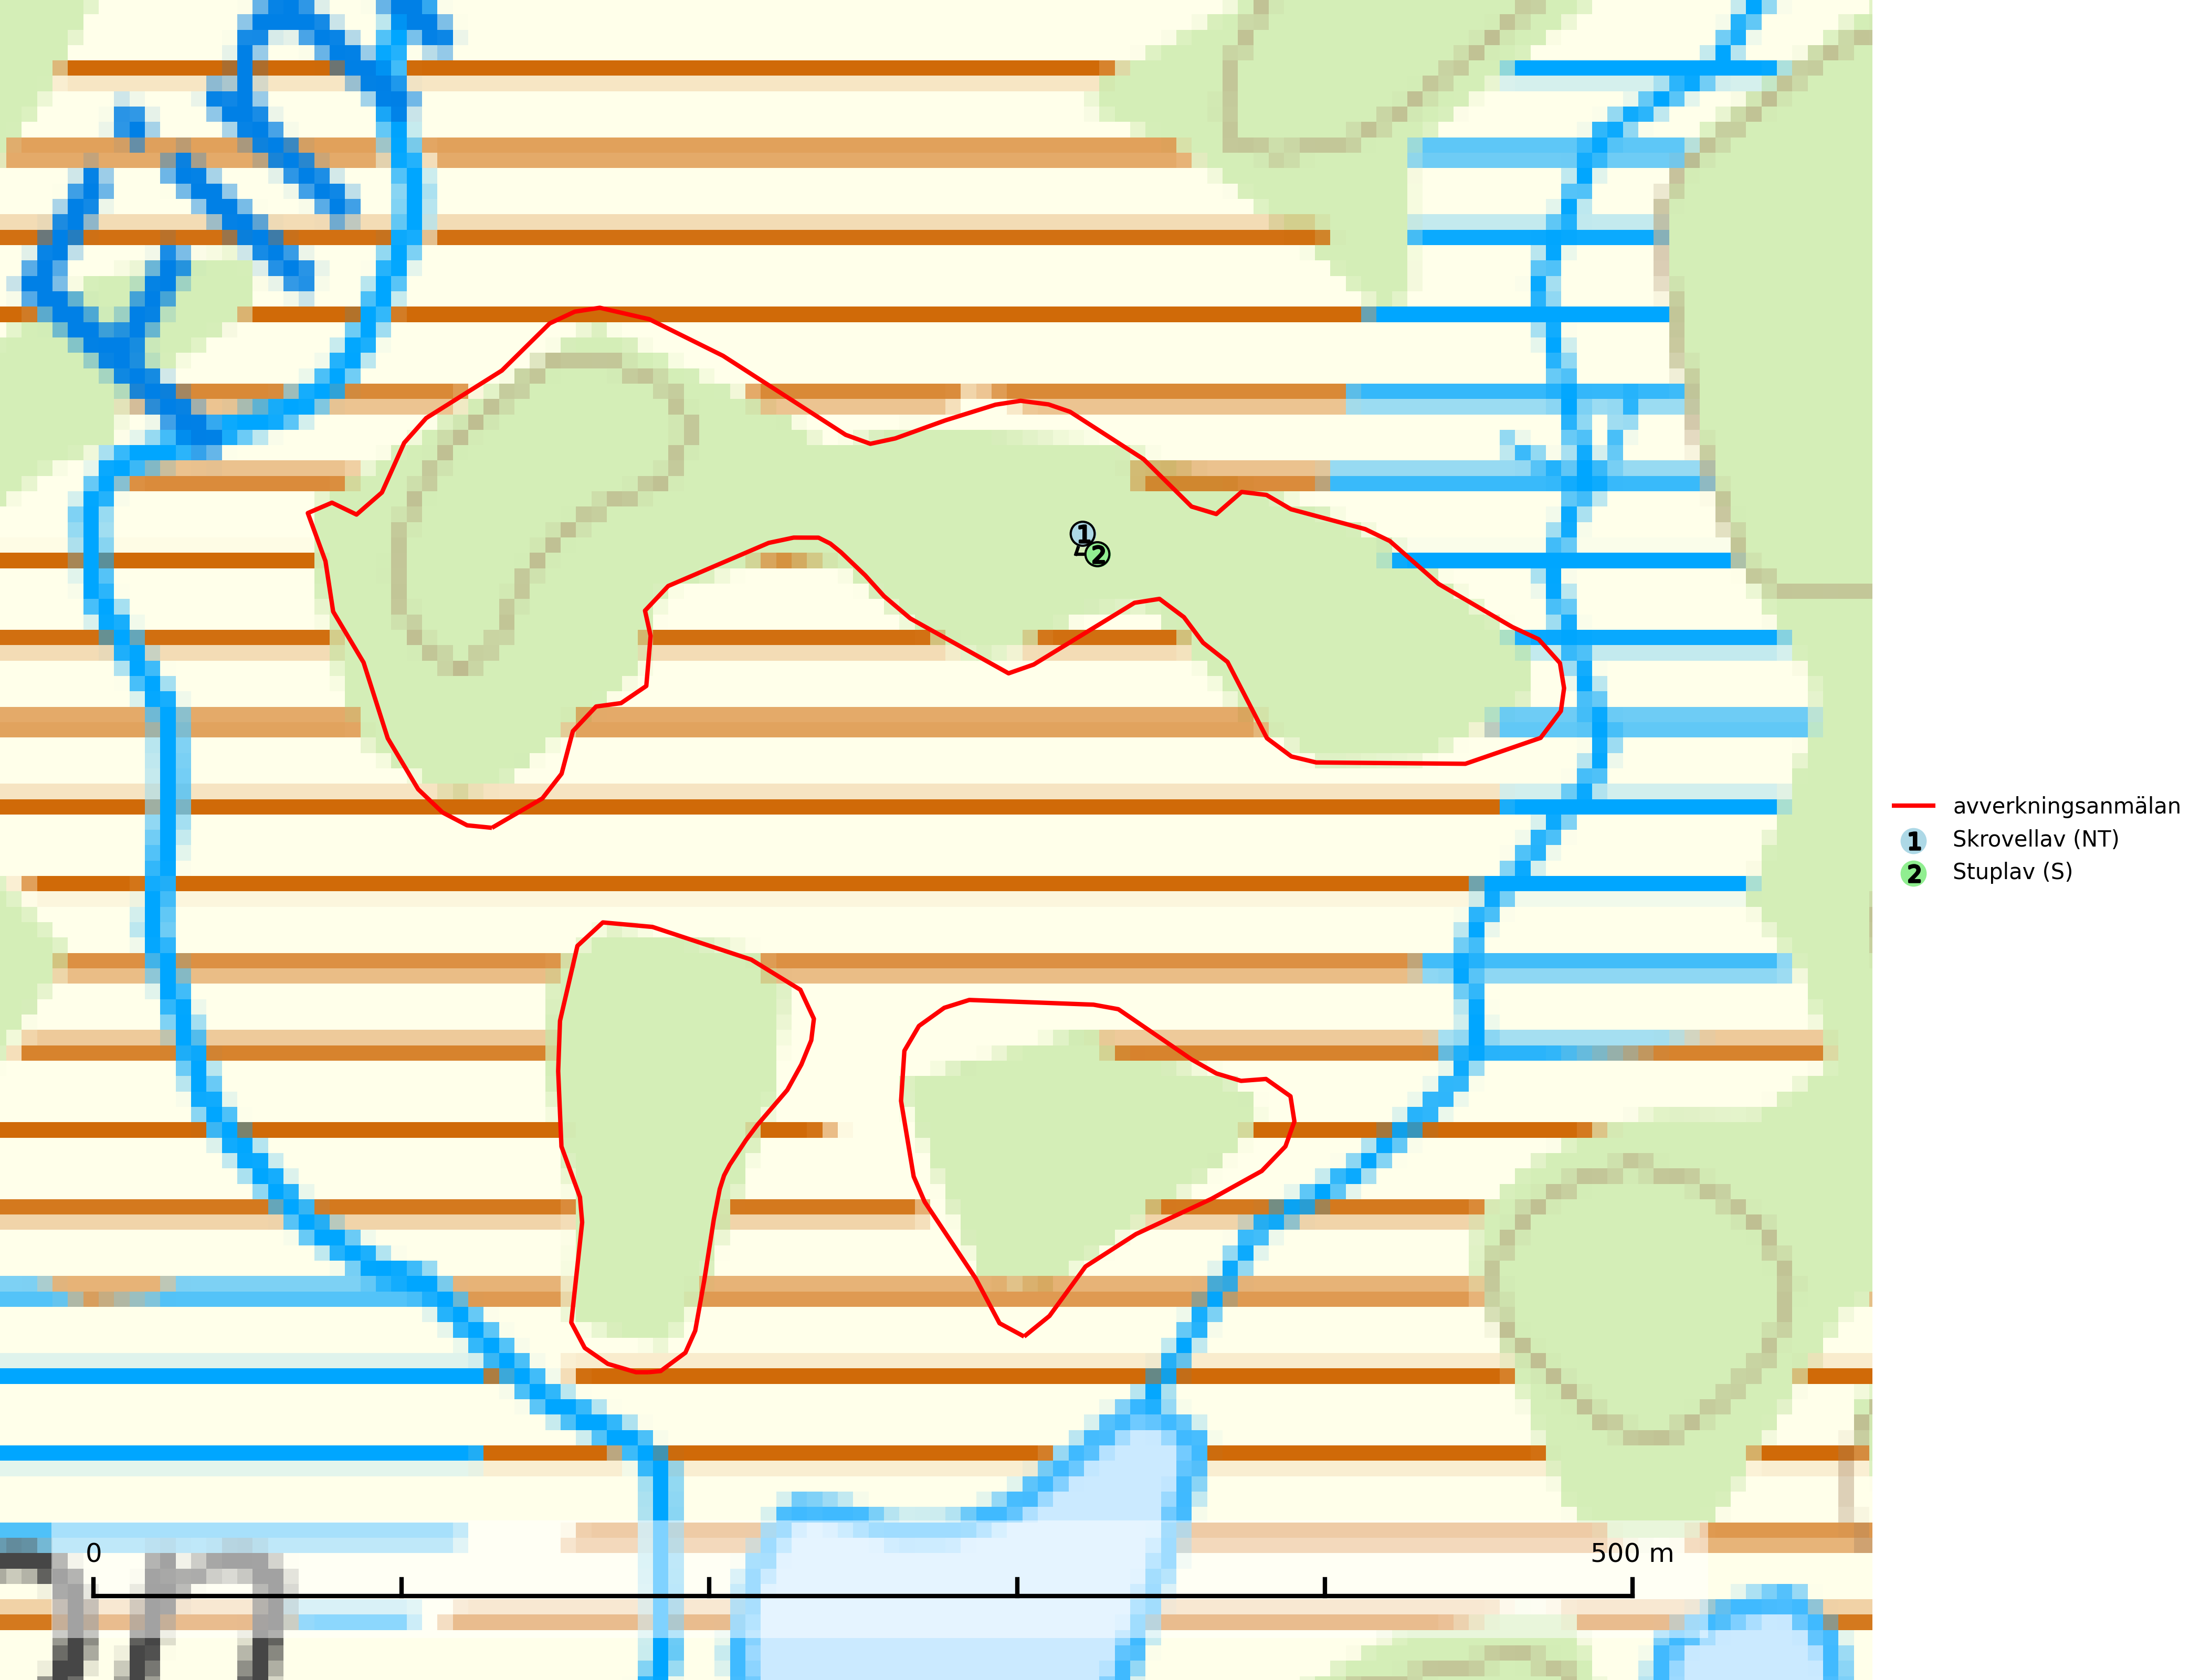 1
2
avverkningsanmälan
1 Skrovellav (NT)
2 Stuplav (S)
0 500 m